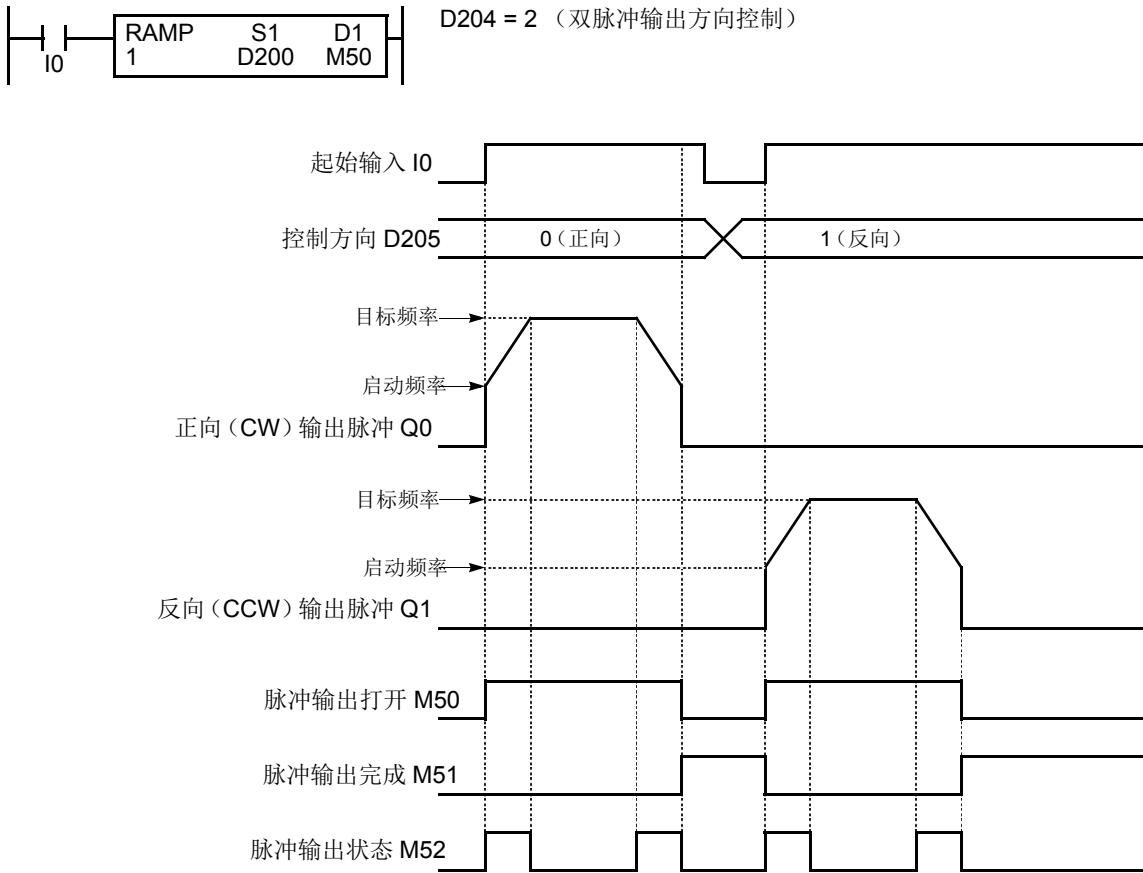 D204 = 2 （双脉冲输出方向控制）
RAMP S1 D1
1 D200 M50
I0
起始输入 I0
控制方向 D205
0（正向） 1（反向）
目标频率
启动频率
正向（CW）输出脉冲 Q0
目标频率
启动频率
反向（CCW）输出脉冲 Q1
脉冲输出打开 M50
脉冲输出完成 M51
脉冲输出状态 M52